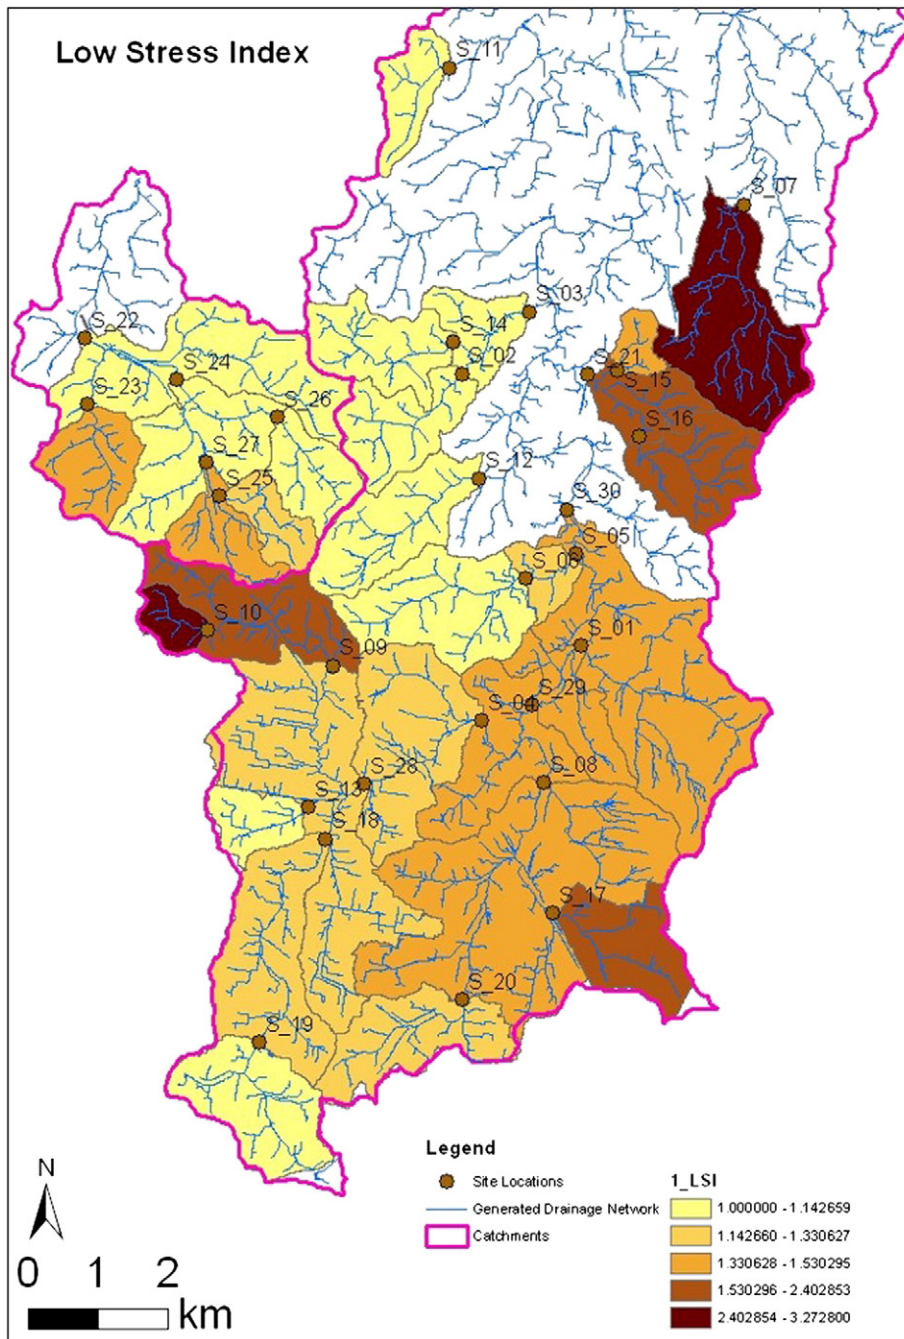 Low Stress Index
S_11
S_07
S_03
S_22
S_14
S_24
S_02
S_21
S_15
S_23
S_26
S_16
S_27
S_12
S_25
S_30
S_05
S_06
S_10
S_01
S_09
S_29
S_04
S_28
S_08
S_13
S_18
S_17
S_20
S_19
Legend
N
Site Locations
1_LSI
Generated Drainage Network
1.000000 - 1.142659
Catchments
1.142660 - 1.330627
0 1 2
1.330628 - 1.530295
1.530296 - 2.402853
km
2.402854 - 3.272800